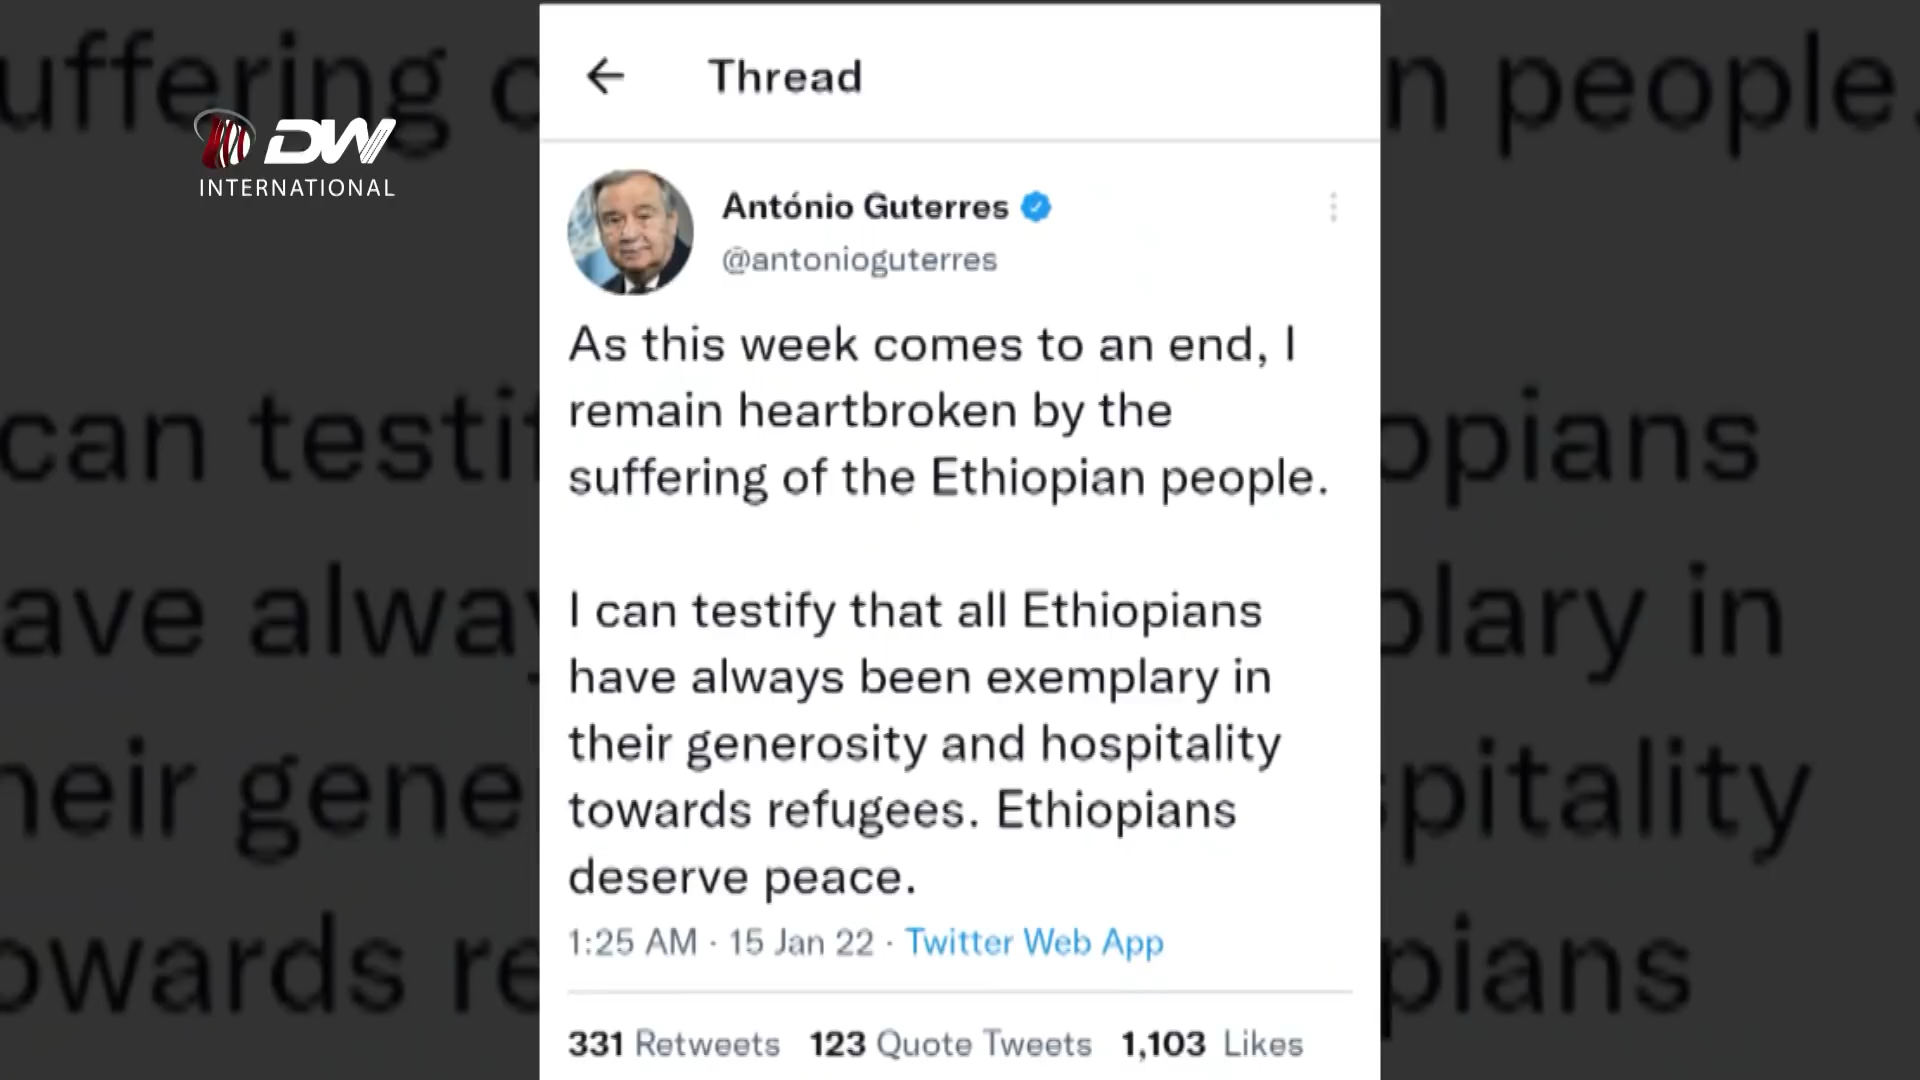 Thread
DW
INTERNATIONAL
António Guterres
@antonioguterres
As this week comes to an end, I
remain heartbroken by the
suffering of the Ethiopian people.
I can testify that all Ethiopians
have always been exemplary in
their generosity and hospitality
towards refugees. Ethiopians
deserve peace.
1:25 AM · 15 Jan 22 · Twitter Web App
331 Retweets 123 Quote Tweets 1,103 Likes